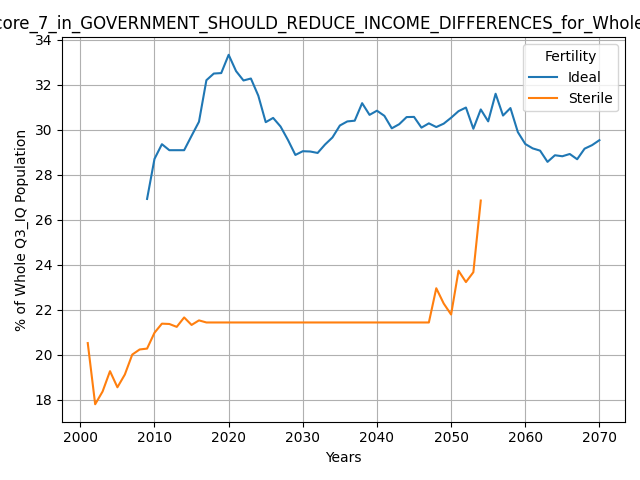 core_7_in_GOVERNMENT_SHOULD_REDUCE_INCOME_DIFFERENCES_for_Whole
Fertility
Ideal
Sterile
% of Whole Q3_IQ Population
34
32
30
28
26
24
22
20
18
2000 2010 2020 2030 2040 2050 2060 2070
Years